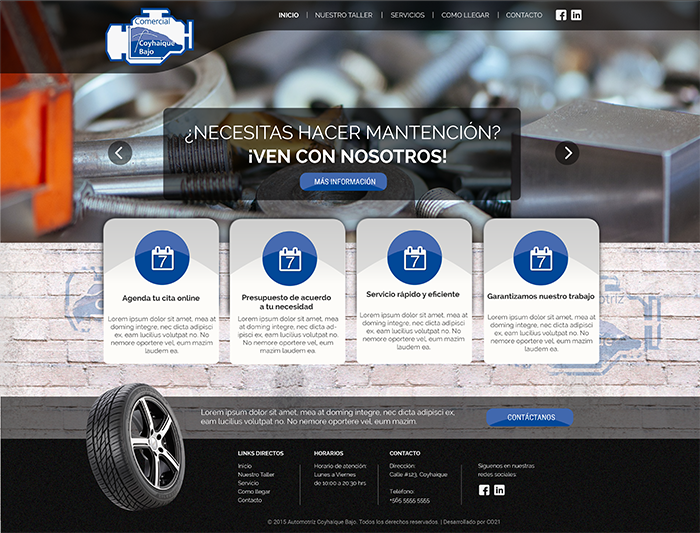 Comercial
Coyhaique
Bajo
INICIO | NUESTRO TALLER | SERVICIOS | COMO LLEGAR | CONTACTO
¿NECESITAS HACER MANTENCIÓN?
¡VEN CON NOSOTROS!
MÁS INFORMACIÓN
7
Agenda tu cita online
Lorem ipsum dolor sit amet, mea at
doming integre, nec dicta adipisci
ex, eam lucilius volutpat no. No
nemore oportere vel, eum mazim
laudem ea.
7
Presupuesto de acuerdo
a tu necesidad
Lorem ipsum dolor sit amet, mea at
doming integre, nec dicta ad-
ipisci ex, eam lucilius volutpat
no. No nemore oportere vel, eum
mazim laudem ea.
7
Servicio rápido y eficiente
Lorem ipsum dolor sit amet, mea at
doming integre, nec dicta adipisci
ex, eam lucilius volutpat no. No
nemore oportere vel, eum mazim
laudem ea.
7
Garantizamos nuestro trabajo
Lorem ipsum dolor sit amet, mea at
doming integre, nec dicta adipisci
ex, eam lucilius volutpat no. No
nemore oportere vel, eum mazim
laudem ea.
Lorem ipsum dolor sit amet, mea at doming integre, nec dicta adipisci ex,
eam lucilius volutpat no. No nemore oportere vel, eum mazim.
CONTÁCTANOS
LINKS DIRECTOS
Inicio
Nuestro Taller
Servicio
Como llegar
Contacto
HORARIOS
Horario de atención:
Lunes a Viernes
de 10:00 a 20:30 hrs
CONTACTO
Dirección:
Calle #123, Coyhaique
Teléfono:
+565 5555 5555
Síguenos en nuestras
redes sociales:
© 2015 Automotriz Coyhaique Bajo, Todos los derechos reservados. | Desarrollado por CO21